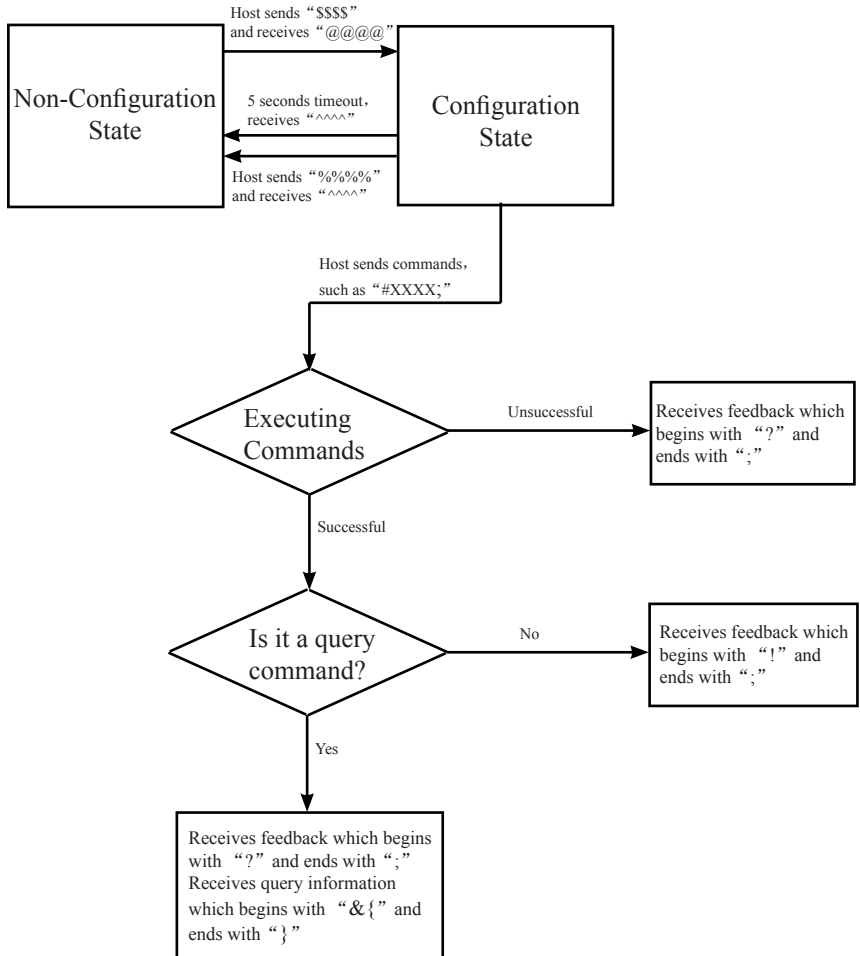 Host sends “$$$$”
and receives “@@@@”
Non-Configuration
State
5 seconds timeout，
receives “^^^^”
Configuration
State
Host sends “%%%%”
and receives “^^^^”
Host sends commands，
such as “#XXXX;”
Executing
Commands
Unsuccessful
Receives feedback which
begins with “?” and
ends with “;”
Successful
Is it a query
command?
No
Receives feedback which
begins with “!” and
ends with “;”
Yes
Receives feedback which begins
with “?” and ends with “;”
Receives query information
which begins with “&{” and
ends with “}”